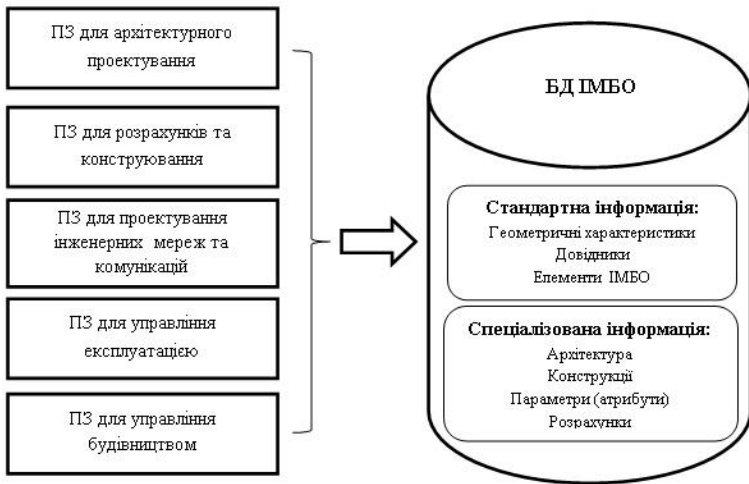 ПЗ для архітектурного
проектування
ПЗ для розрахунків та
конструювання
ПЗ для проектування
інженерних мереж та
комунікацій
ПЗ для управління
експлуатацією
ПЗ для управління
будівництвом
БД ІМБО
Стандартна інформація:
Геометричні характеристики
Довідники
Елементи ІМБО
Спеціалізована інформація:
Архітектура
Конструкції
Параметри (атрибути)
Розрахунки